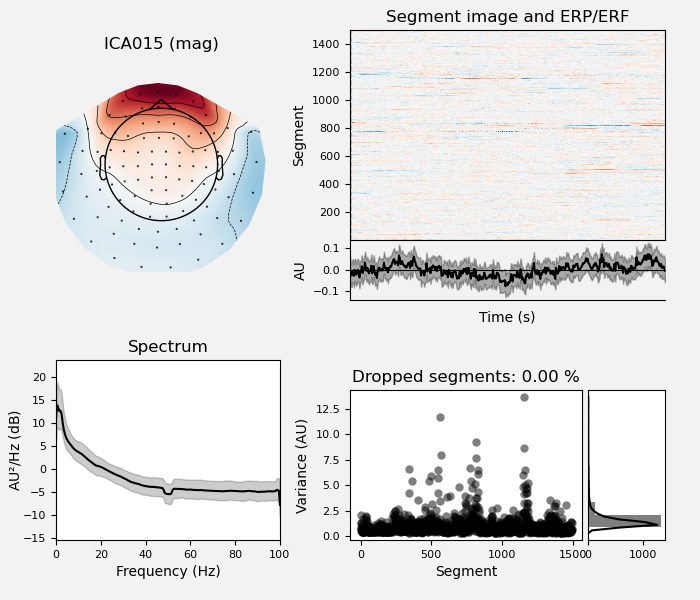 ICA015 (mag)
Segment image and ERP/ERF
Segment
1400
1200
1000
800
600
400
200
AU
0.1
0.0
−0.1
Time (s)
Spectrum
AU²/Hz (dB)
20
15
10
5
0
−5
−10
−15
0 20 40 60 80 100
Frequency (Hz)
Dropped segments: 0.00 %
Variance (AU)
12.5
10.0
7.5
5.0
2.5
0.0
0 500 1000 1500
Segment
0 1000